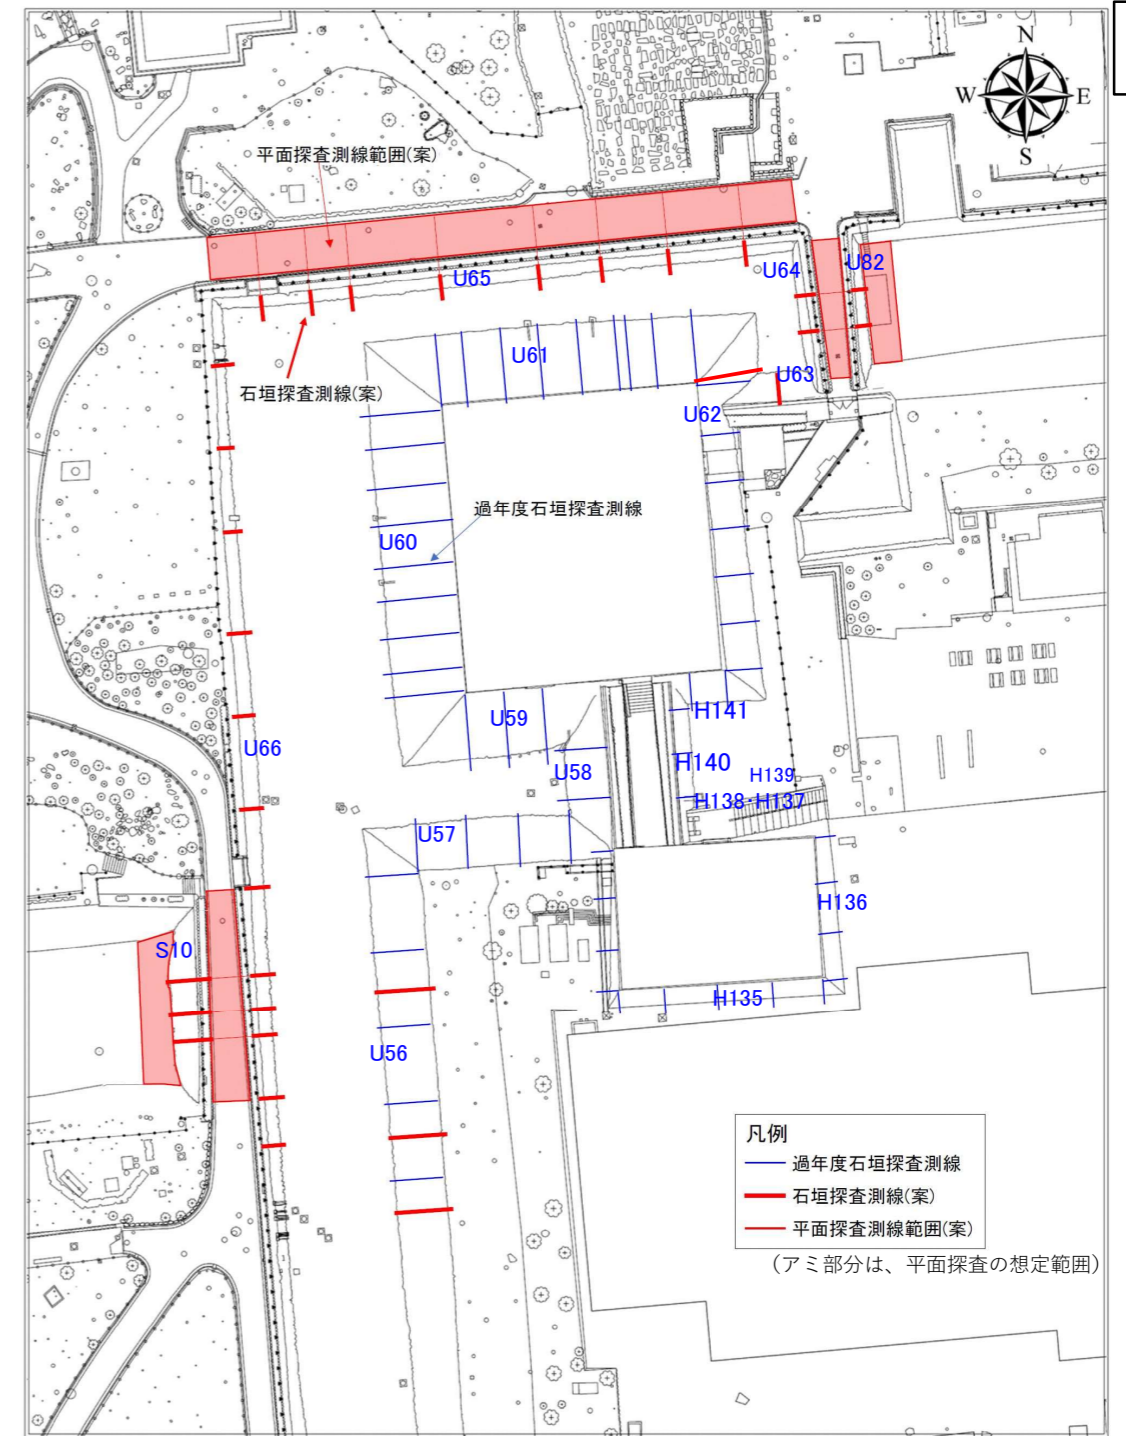 N
W E
S
平面探査測線範囲(案)
U65
U64
U82
U61
石垣探査測線(案)
U63
U62
過年度石垣探査測線
U60
U59
H141
U66
U58
H140
H139
H138・H137
U57
H136
S10
H135
U56
凡例
過年度石垣探査測線
石垣探査測線(案)
平面探査測線範囲(案)
(アミ部分は、平面探査の想定範囲)